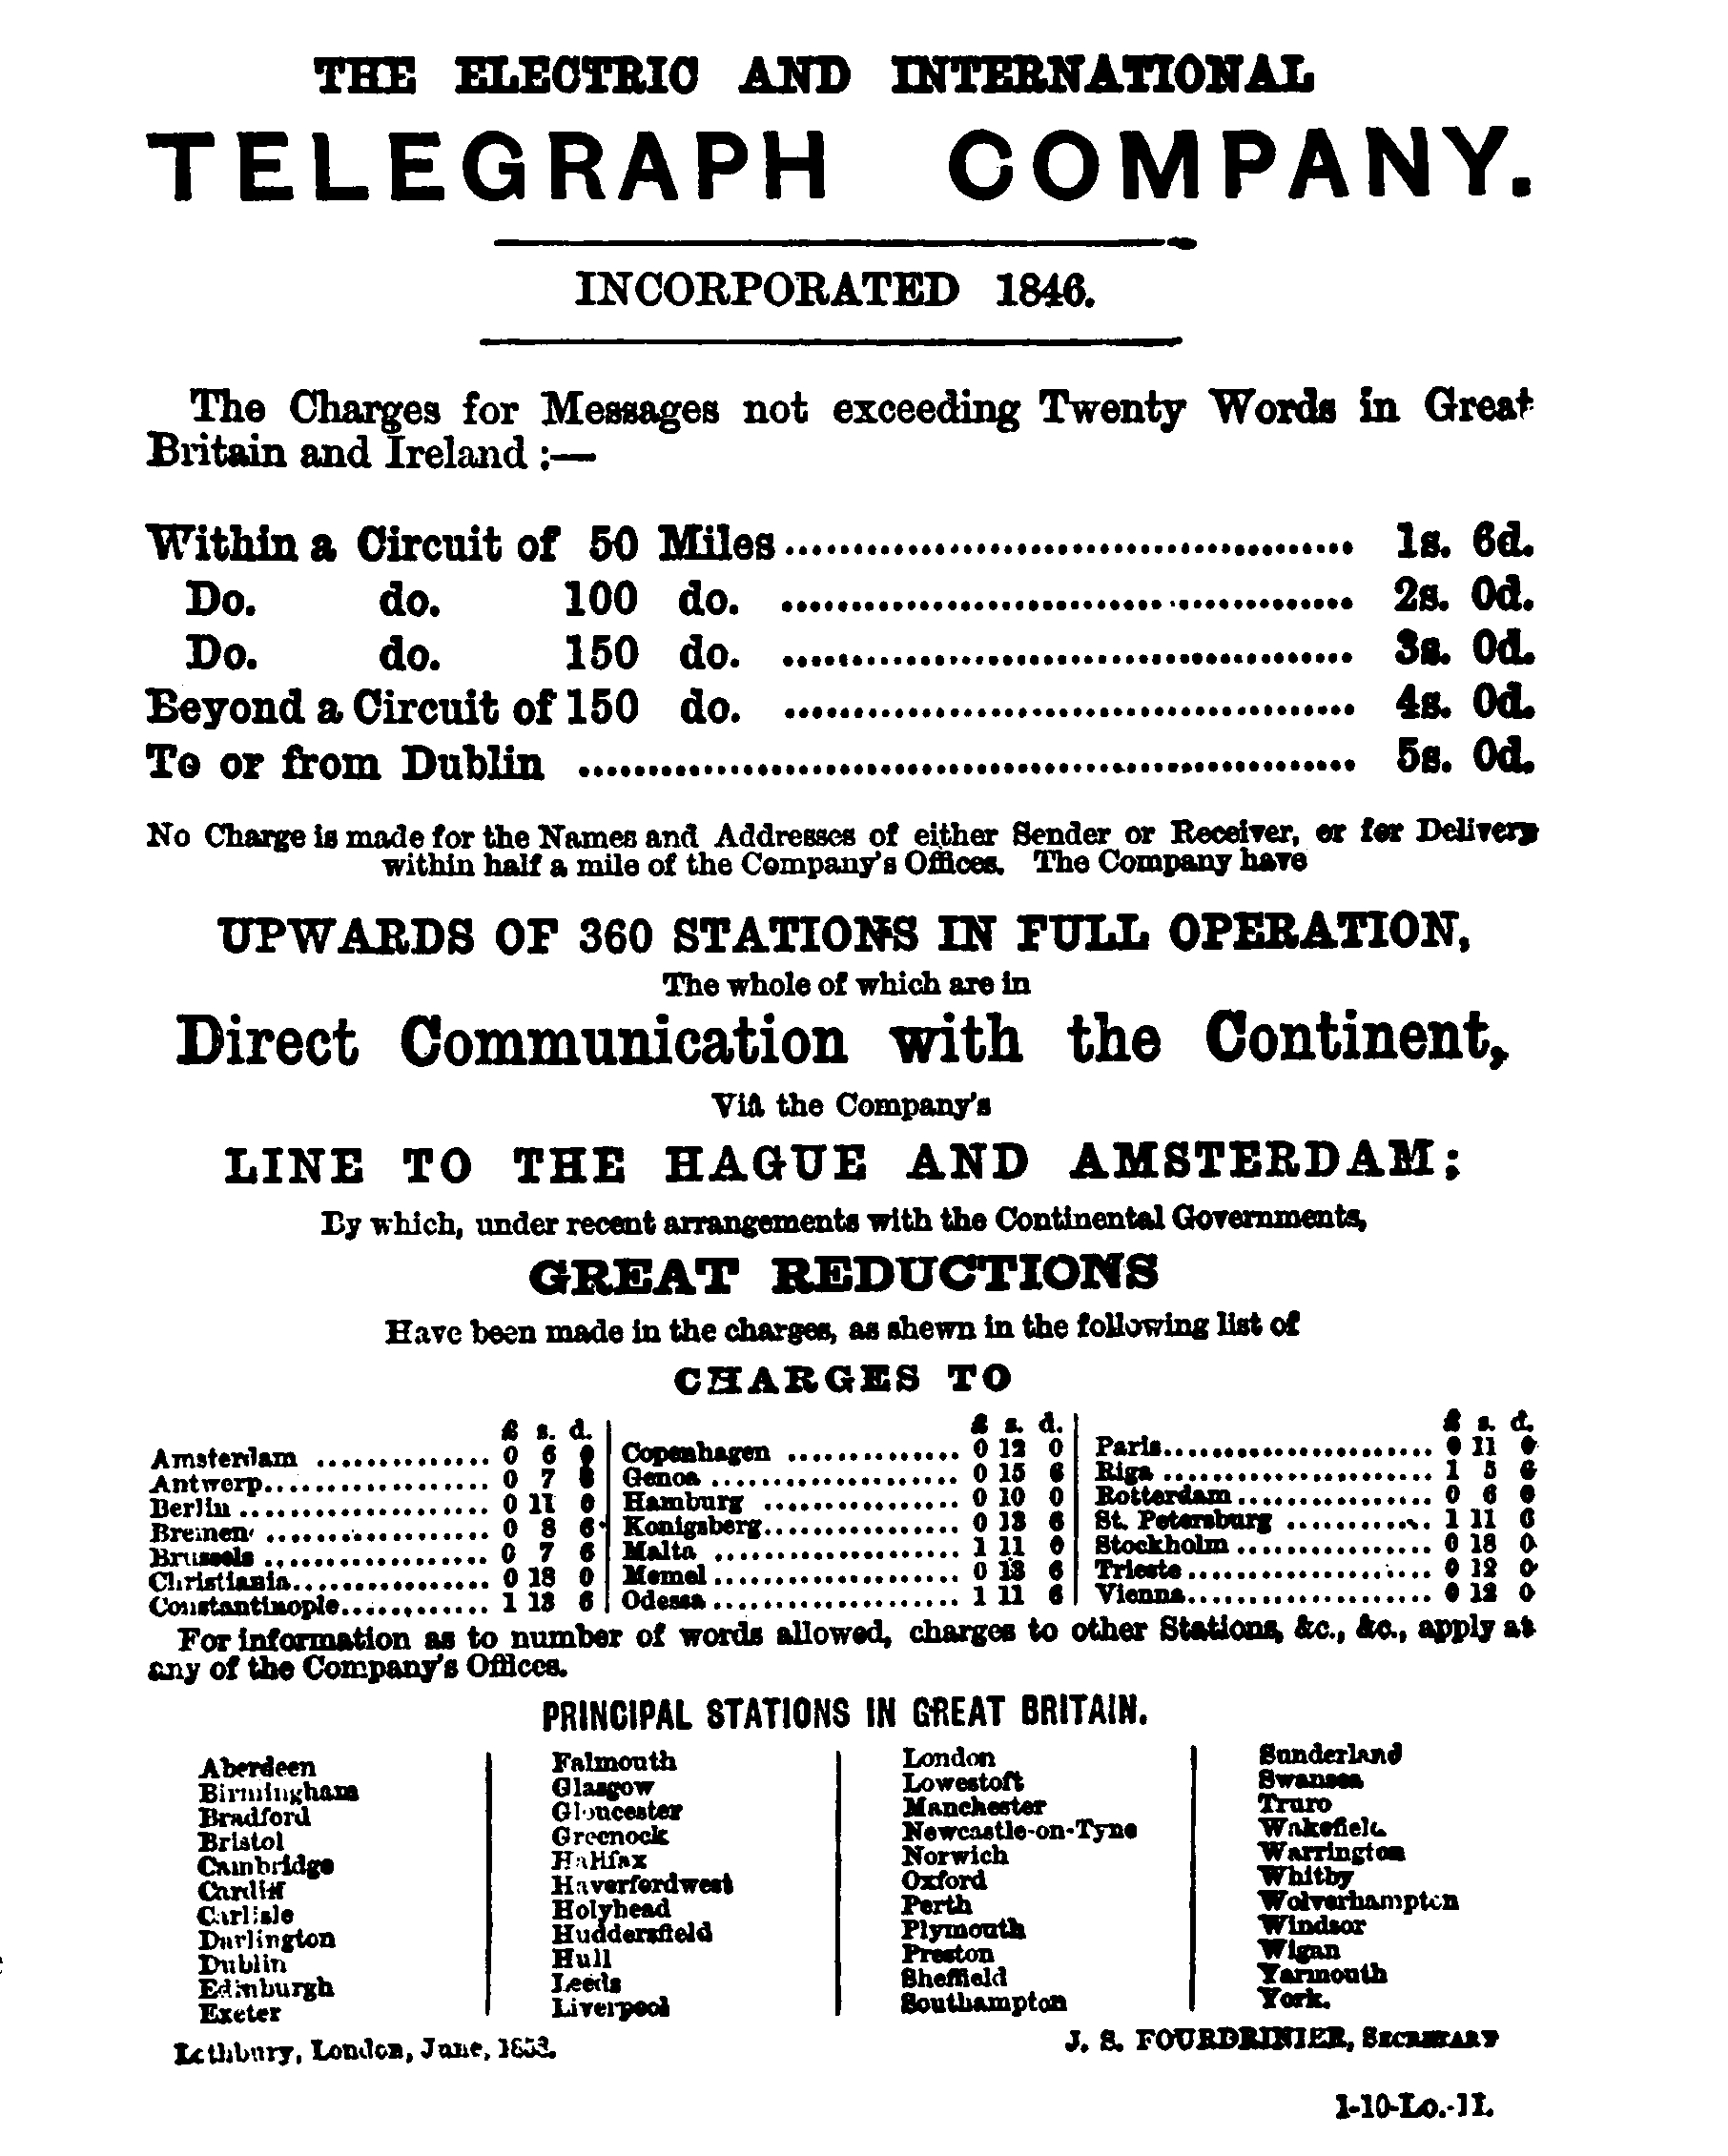 THE ELECTRIC AND INTERNATIONAL
TELEGRAPH COMPANY.
INCORPORATED 1846.
The Charges for Messages not exceeding Twenty Words in Great
Britain and Ireland :—
Within a Circuit of 50 Miles ........................................ 1s. 6d.
Do. do. 100 do. ........................................ 2s. 0d.
Do. do. 150 do. ........................................ 3s. 0d.
Beyond a Circuit of 150 do. ........................................ 4s. 0d.
To or from Dublin ........................................ 5s. 0d.
No Charge is made for the Names and Addresses of either Sender or Receiver, or for Delivery
within half a mile of the Company's Offices. The Company have
UPWARDS OF 360 STATIONS IN FULL OPERATION,
The whole of which are in
Direct Communication with the Continent,
Viâ the Company's
LINE TO THE HAGUE AND AMSTERDAM;
By which, under recent arrangements with the Continental Governments,
GREAT REDUCTIONS
Have been made in the charges, as shewn in the following list of
CHARGES TO
£ s. d.
Amsterdam .............. 0 6
Antwerp................... 0 7
Berlin ..................... 0 11
Bremen ................... 0 8 6
Brussels ................... 0 7 6
Christiania................. 0 18 0
Constantinople............ 1 13 6
£ s. d.
Copenhagen .............. 0 12 0
Genoa ..................... 0 15 6
Hamburg ................ 0 10 0
Konigsberg................ 0 13 6
Malta ..................... 1 11
Memel ..................... 0 13 6
Odessa ..................... 1 11 6
£ s. d.
Paris....................... 0 11
Riga ....................... 1 5 6
Rotterdam................. 0 6
St. Petersburg ............ 1 11 6
Stockholm ................. 0 18 0
Trieste ..................... 0 12 0
Vienna..................... 0 12 0
For information as to number of words allowed, charges to other Stations, &c., &c., apply at
any of the Company's Offices.
PRINCIPAL STATIONS IN GREAT BRITAIN.
Aberdeen
Birmingham
Bradford
Bristol
Cambridge
Cardiff
Carlisle
Darlington
Dublin
Edinburgh
Exeter
Falmouth
Glasgow
Gloucester
Greenock
Halifax
Haverfordwest
Holyhead
Huddersfield
Hull
Leeds
Liverpool
London
Lowestoft
Manchester
Newcastle-on-Tyne
Norwich
Oxford
Perth
Plymouth
Preston
Sheffield
Southampton
Sunderland
Swansea
Truro
Wakefield
Warrington
Whitby
Wolverhampton
Windsor
Wigan
Yarmouth
York.
Lothbury, London, June,
J. S. FOURDRINIER, SECRETARY
1-10-Lo.-11.